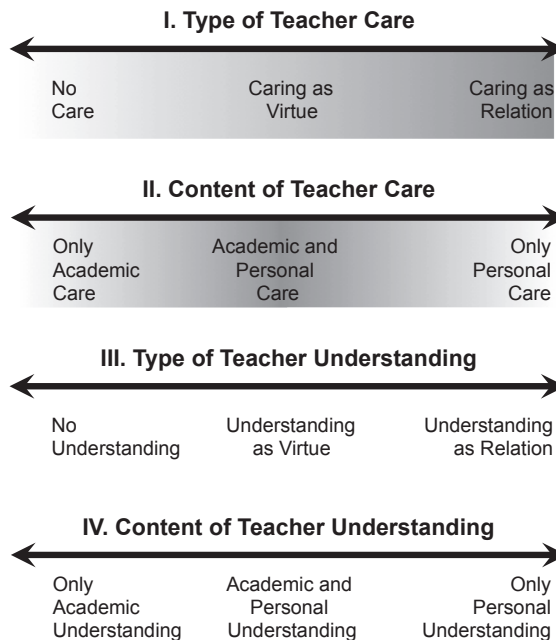 I. Type of Teacher Care
No Caring as Caring as
Care Virtue Relation
II. Content of Teacher Care
Only Academic and Only
Academic Personal Personal
Care Care Care
III. Type of Teacher Understanding
No Understanding Understanding
Understanding as Virtue as Relation
IV. Content of Teacher Understanding
Only Academic and Only
Academic Personal Personal
Understanding Understanding Understanding